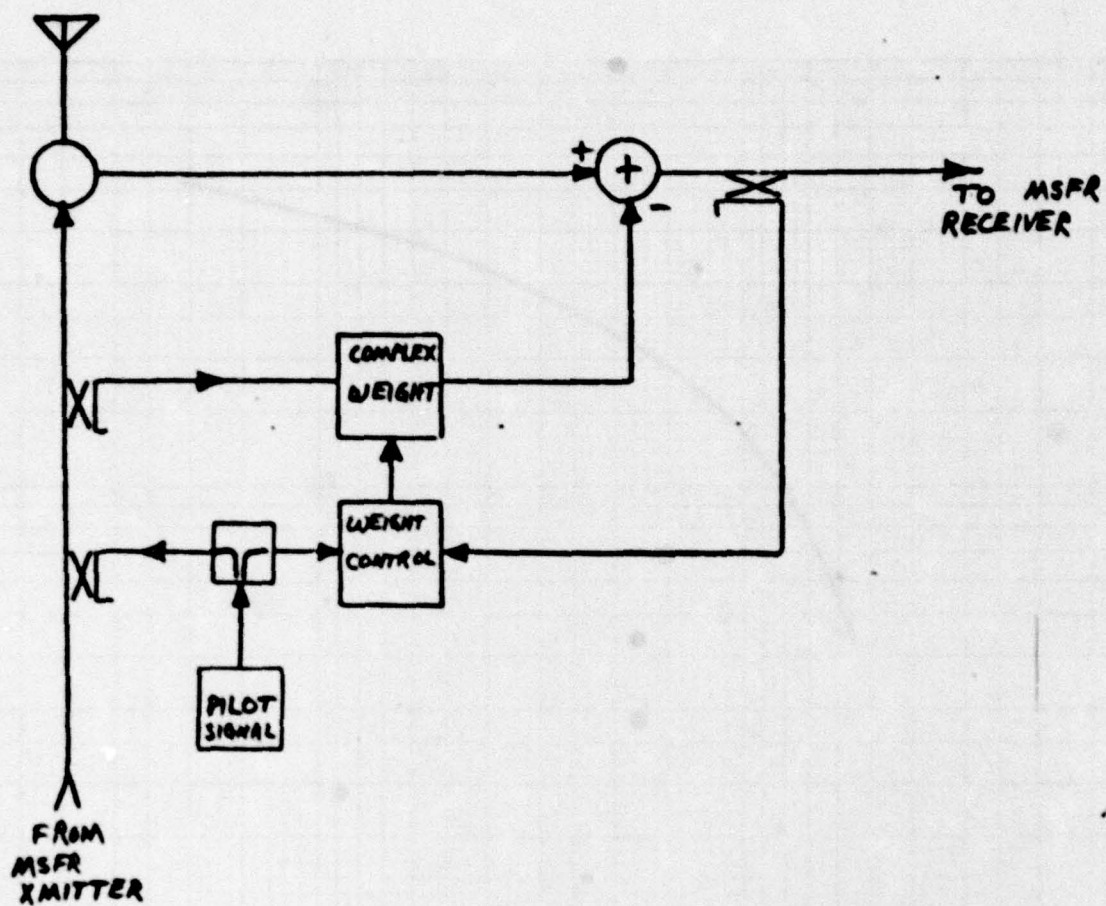 +
+
-
TO MSFR
RECEIVER
COMPLEX
WEIGHT
WEIGHT
CONTROL
PILOT
SIGNAL
FROM
MSFR
XMITTER